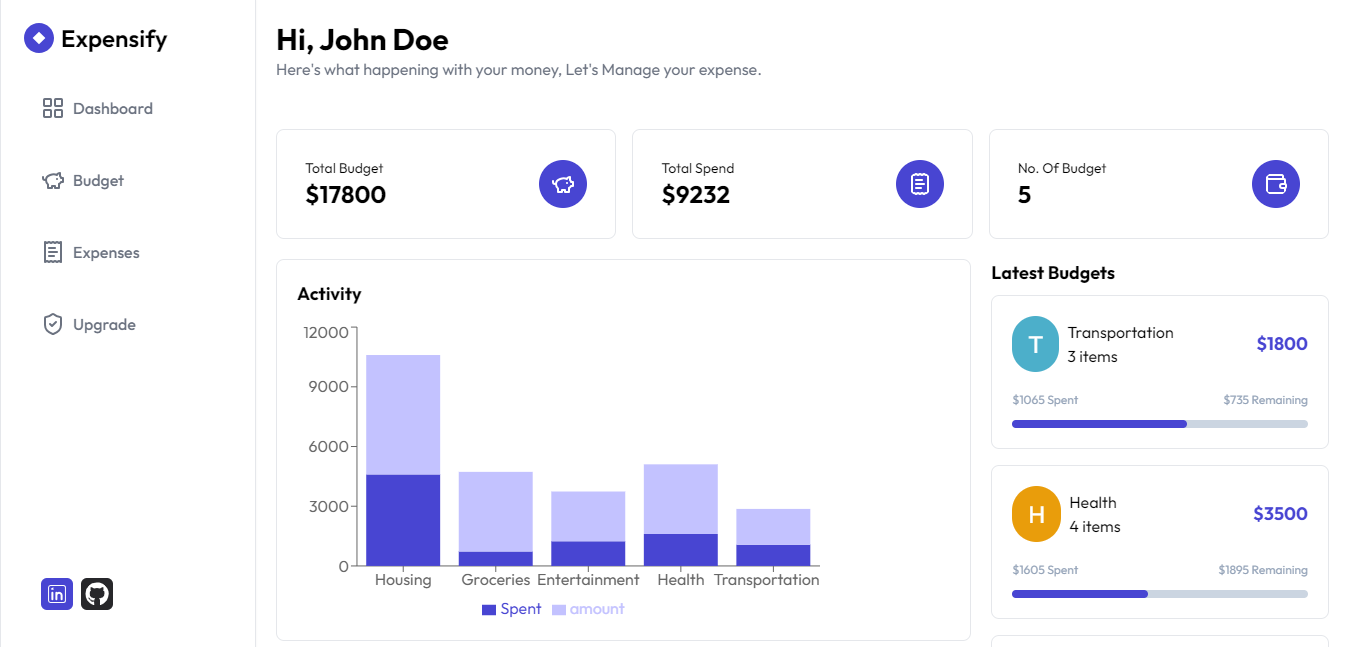 Expensify
Dashboard
Budget
Expenses
Upgrade
in
Hi, John Doe
Here's what happening with your money, Let's Manage your expense.
Total Budget
$17800
Total Spend
$9232
No. Of Budget
5
Activity
12000
9000
6000
3000
0
Housing Groceries Entertainment Health Transportation
Spent amount
Latest Budgets
T
Transportation
3 items
$1800
$1065 Spent $735 Remaining
H
Health
4 items
$3500
$1605 Spent $1895 Remaining